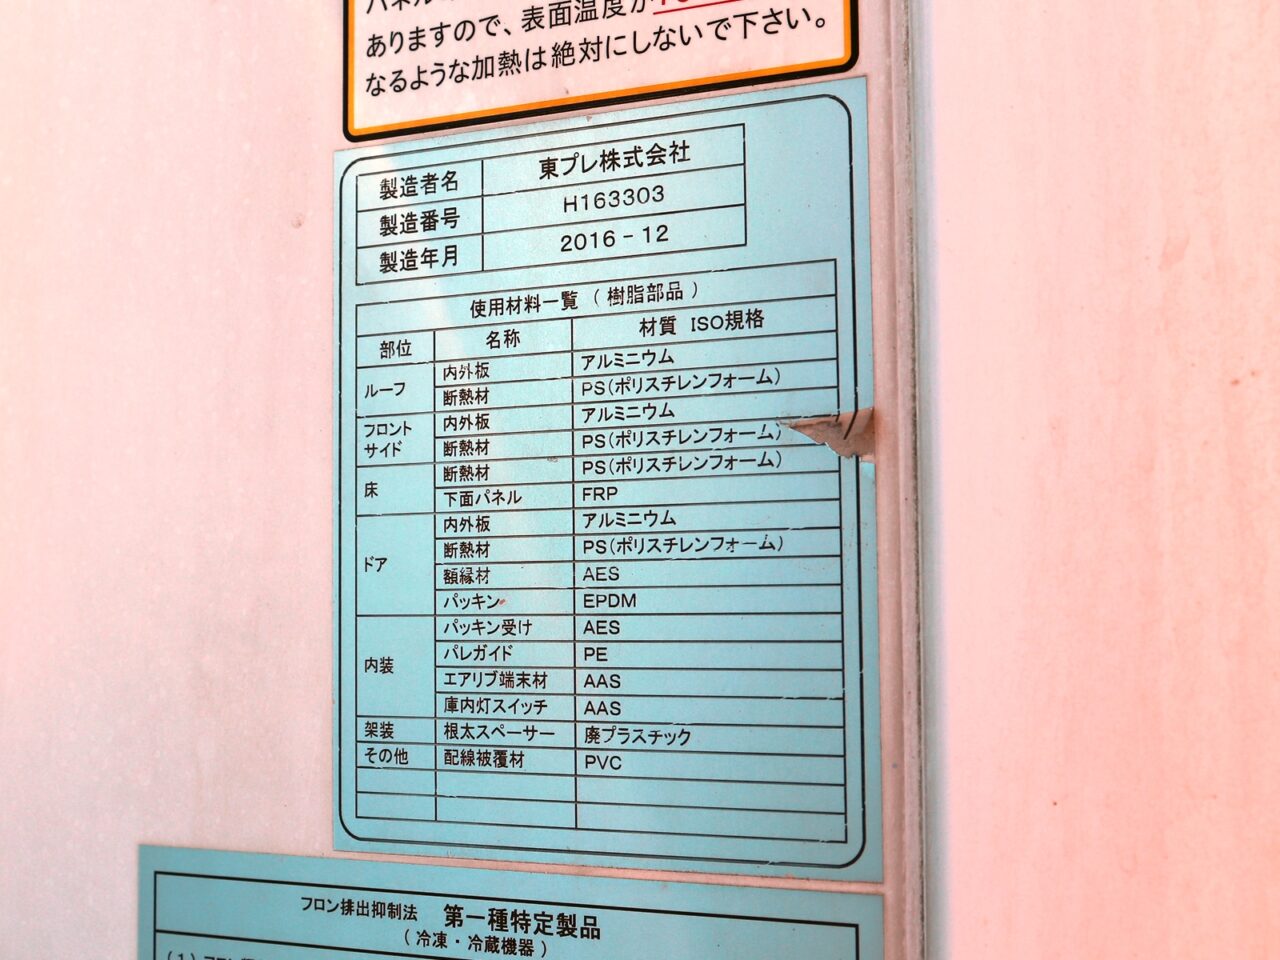 ありますので、表面温度が
なるような加熱は絶対にしないで下さい。
製造者名 東プレ株式会社
製造番号 H163303
製造年月 2016-12
使用材料一覧 (樹脂部品)
部位 名称 材質 ISO規格
ルーフ 内外板 アルミニウム
断熱材 PS(ポリスチレンフォーム)
フロントサイド 内外板 アルミニウム
断熱材 PS(ポリスチレンフォーム)
床 断熱材 PS(ポリスチレンフォーム)
下面パネル FRP
ドア 内外板 アルミニウム
断熱材 PS(ポリスチレンフォーム)
額縁材 AES
パッキン EPDM
内装 パッキン受け AES
パレガイド PE
エアリブ端末材 AAS
庫内灯スイッチ AAS
架装 根太スペーサー 廃プラスチック
その他 配線被覆材 PVC
フロン排出抑制法 第一種特定製品
(冷凍・冷蔵機器)